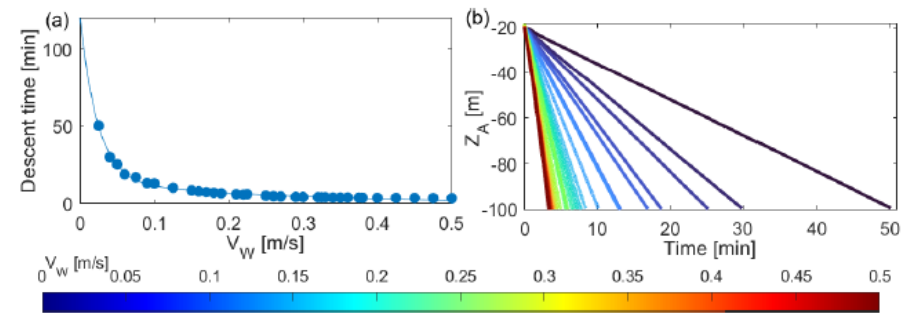 (a)
Descent time [min]
100
50
0
0 0.1 0.2 0.3 0.4 0.5
V_W [m/s]
(b)
Z_A [m]
-20
-40
-60
-80
-100
0 10 20 30 40 50
Time [min]
V_W [m/s]
0 0.05 0.1 0.15 0.2 0.25 0.3 0.35 0.4 0.45 0.5